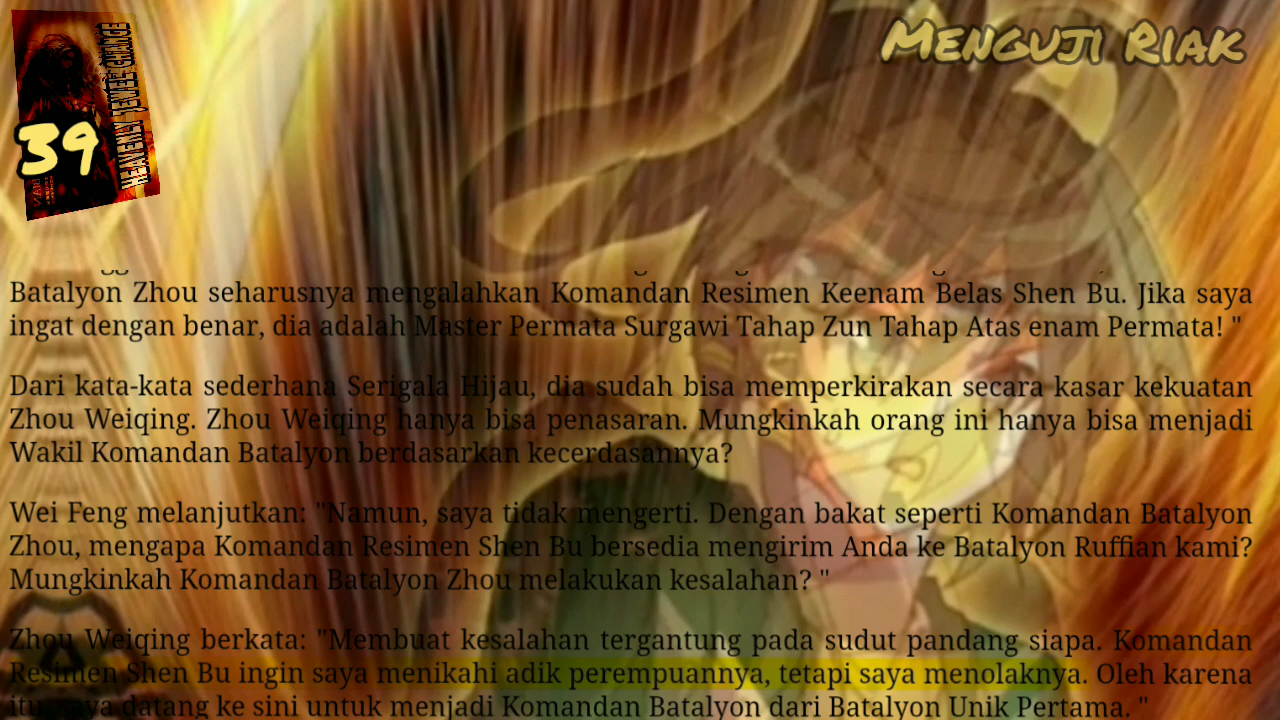 Menguji Riak
HEAVENLY JEWEL CHANGE
39
Batalyon Zhou seharusnya mengalahkan Komandan Resimen Keenam Belas Shen Bu. Jika saya
ingat dengan benar, dia adalah Master Permata Surgawi Tahap Zun Tahap Atas enam Permata! "
Dari kata-kata sederhana Serigala Hijau, dia sudah bisa memperkirakan secara kasar kekuatan
Zhou Weiqing. Zhou Weiqing hanya bisa penasaran. Mungkinkah orang ini hanya bisa menjadi
Wakil Komandan Batalyon berdasarkan kecerdasannya?
Wei Feng melanjutkan: "Namun, saya tidak mengerti. Dengan bakat seperti Komandan Batalyon
Zhou, mengapa Komandan Resimen Shen Bu bersedia mengirim Anda ke Batalyon Ruffian kami?
Mungkinkah Komandan Batalyon Zhou melakukan kesalahan? "
Zhou Weiqing berkata: "Membuat kesalahan tergantung pada sudut pandang siapa. Komandan
Resimen Shen Bu ingin saya menikahi adik perempuannya, tetapi saya menolaknya. Oleh karena
itu, saya datang ke sini untuk menjadi Komandan Batalyon dari Batalyon Unik Pertama. "